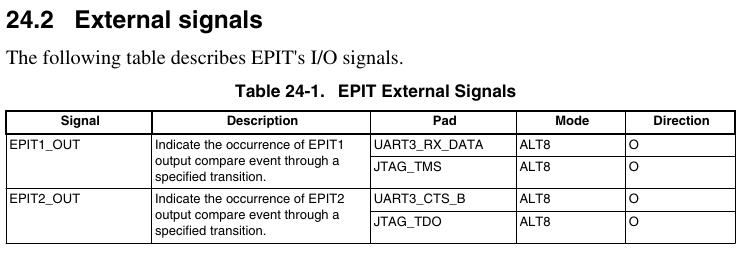 24.2 External signals
The following table describes EPIT's I/O signals.
Table 24-1. EPIT External Signals
Signal Description Pad Mode Direction
EPIT1_OUT Indicate the occurrence of EPIT1 UART3_RX_DATA ALT8 O
output compare event through a JTAG_TMS ALT8 O
specified transition.
EPIT2_OUT Indicate the occurrence of EPIT2 UART3_CTS_B ALT8 O
output compare event through a JTAG_TDO ALT8 O
specified transition.